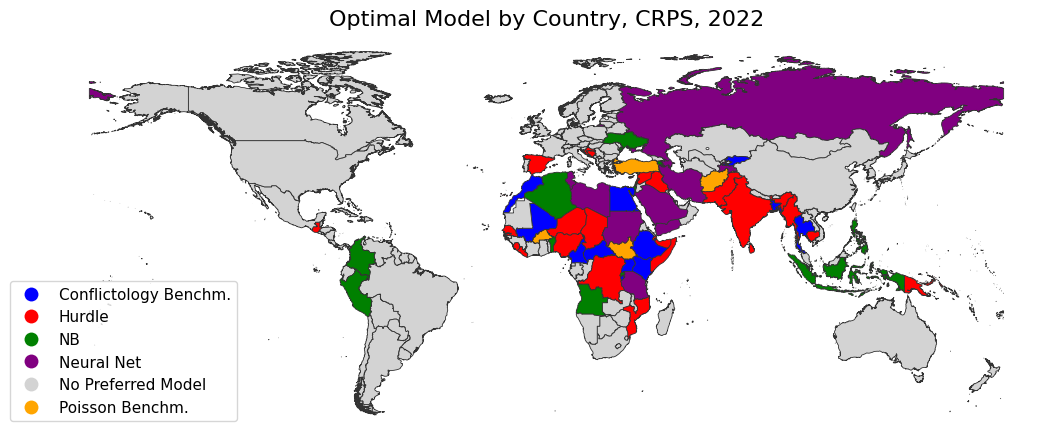 Optimal Model by Country, CRPS, 2022
Conflictology Benchm.
Hurdle
NB
Neural Net
No Preferred Model
Poisson Benchm.